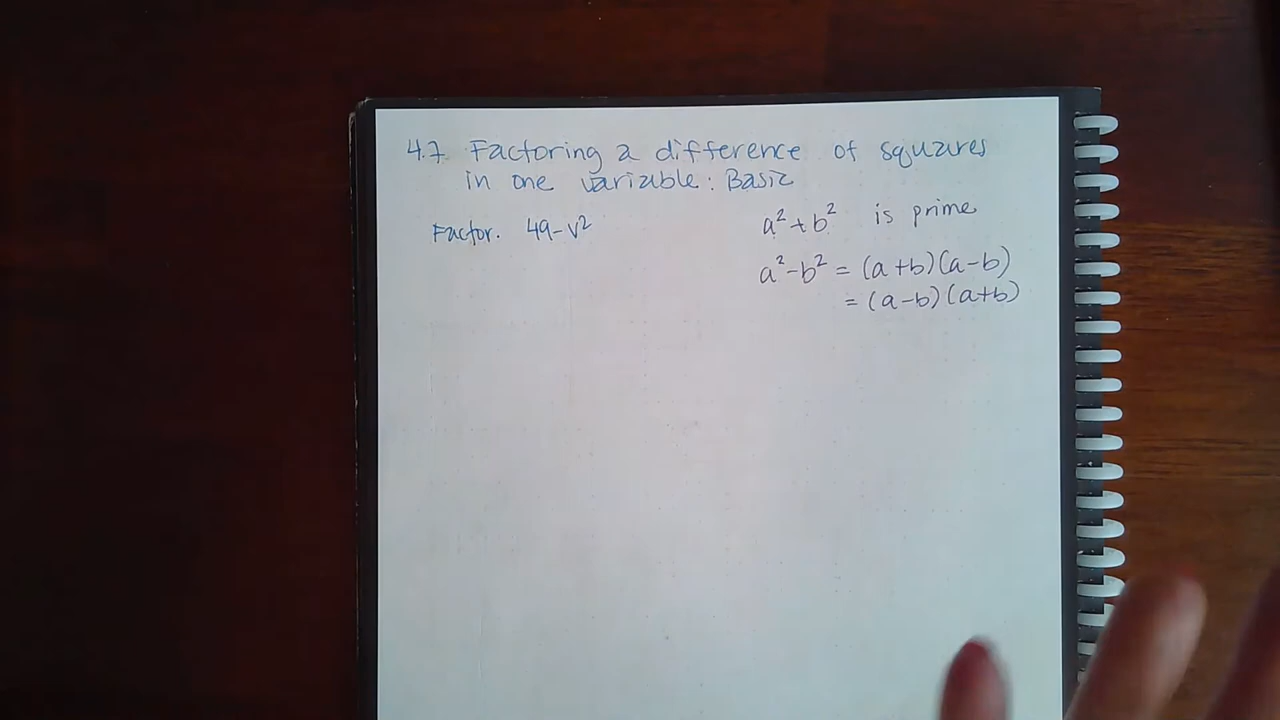 4.7 Factoring a difference of squares
in one variable: Basic
Factor. 49-v²
a²+b² is prime
a²-b² = (a+b)(a-b)
= (a-b)(a+b)